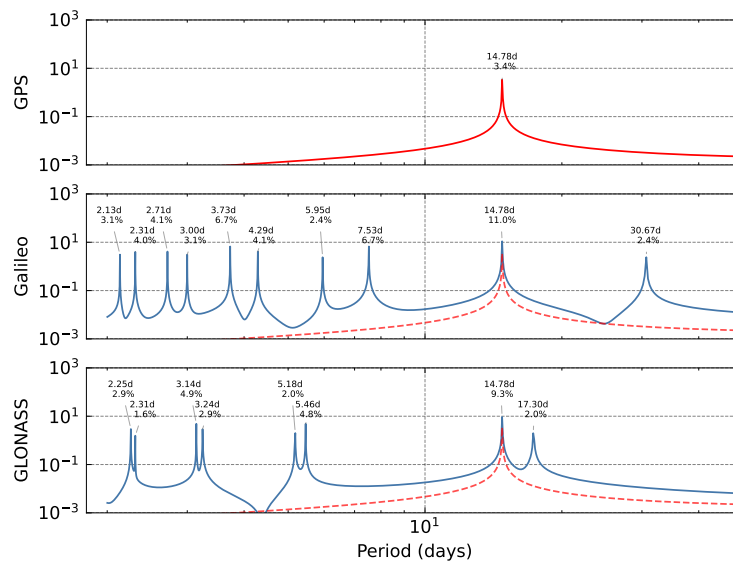 10³
14.78d
3.4%
10¹
GPS
10⁻¹
10⁻³
10³
2.13d
3.1%
2.31d
4.0%
2.71d
4.1%
3.00d
3.1%
3.73d
6.7%
4.29d
4.1%
5.95d
2.4%
7.53d
6.7%
14.78d
11.0%
30.67d
2.4%
10¹
Galileo
10⁻¹
10⁻³
10³
2.25d
2.9%
2.31d
1.6%
3.14d
4.9%
3.24d
2.9%
5.18d
2.0%
5.46d
4.8%
14.78d
9.3%
17.30d
2.0%
10¹
GLONASS
10⁻¹
10⁻³
10¹
Period (days)